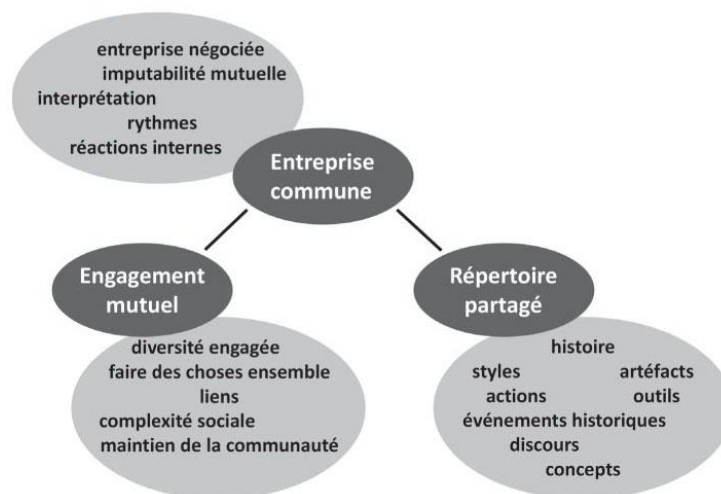 entreprise négociée
imputabilité mutuelle
interprétation
rythmes
réactions internes
Entreprise
commune
Engagement
mutuel
diversité engagée
faire des choses ensemble
liens
complexité sociale
maintien de la communauté
Répertoire
partagé
histoire
styles artéfacts
actions outils
événements historiques
discours
concepts